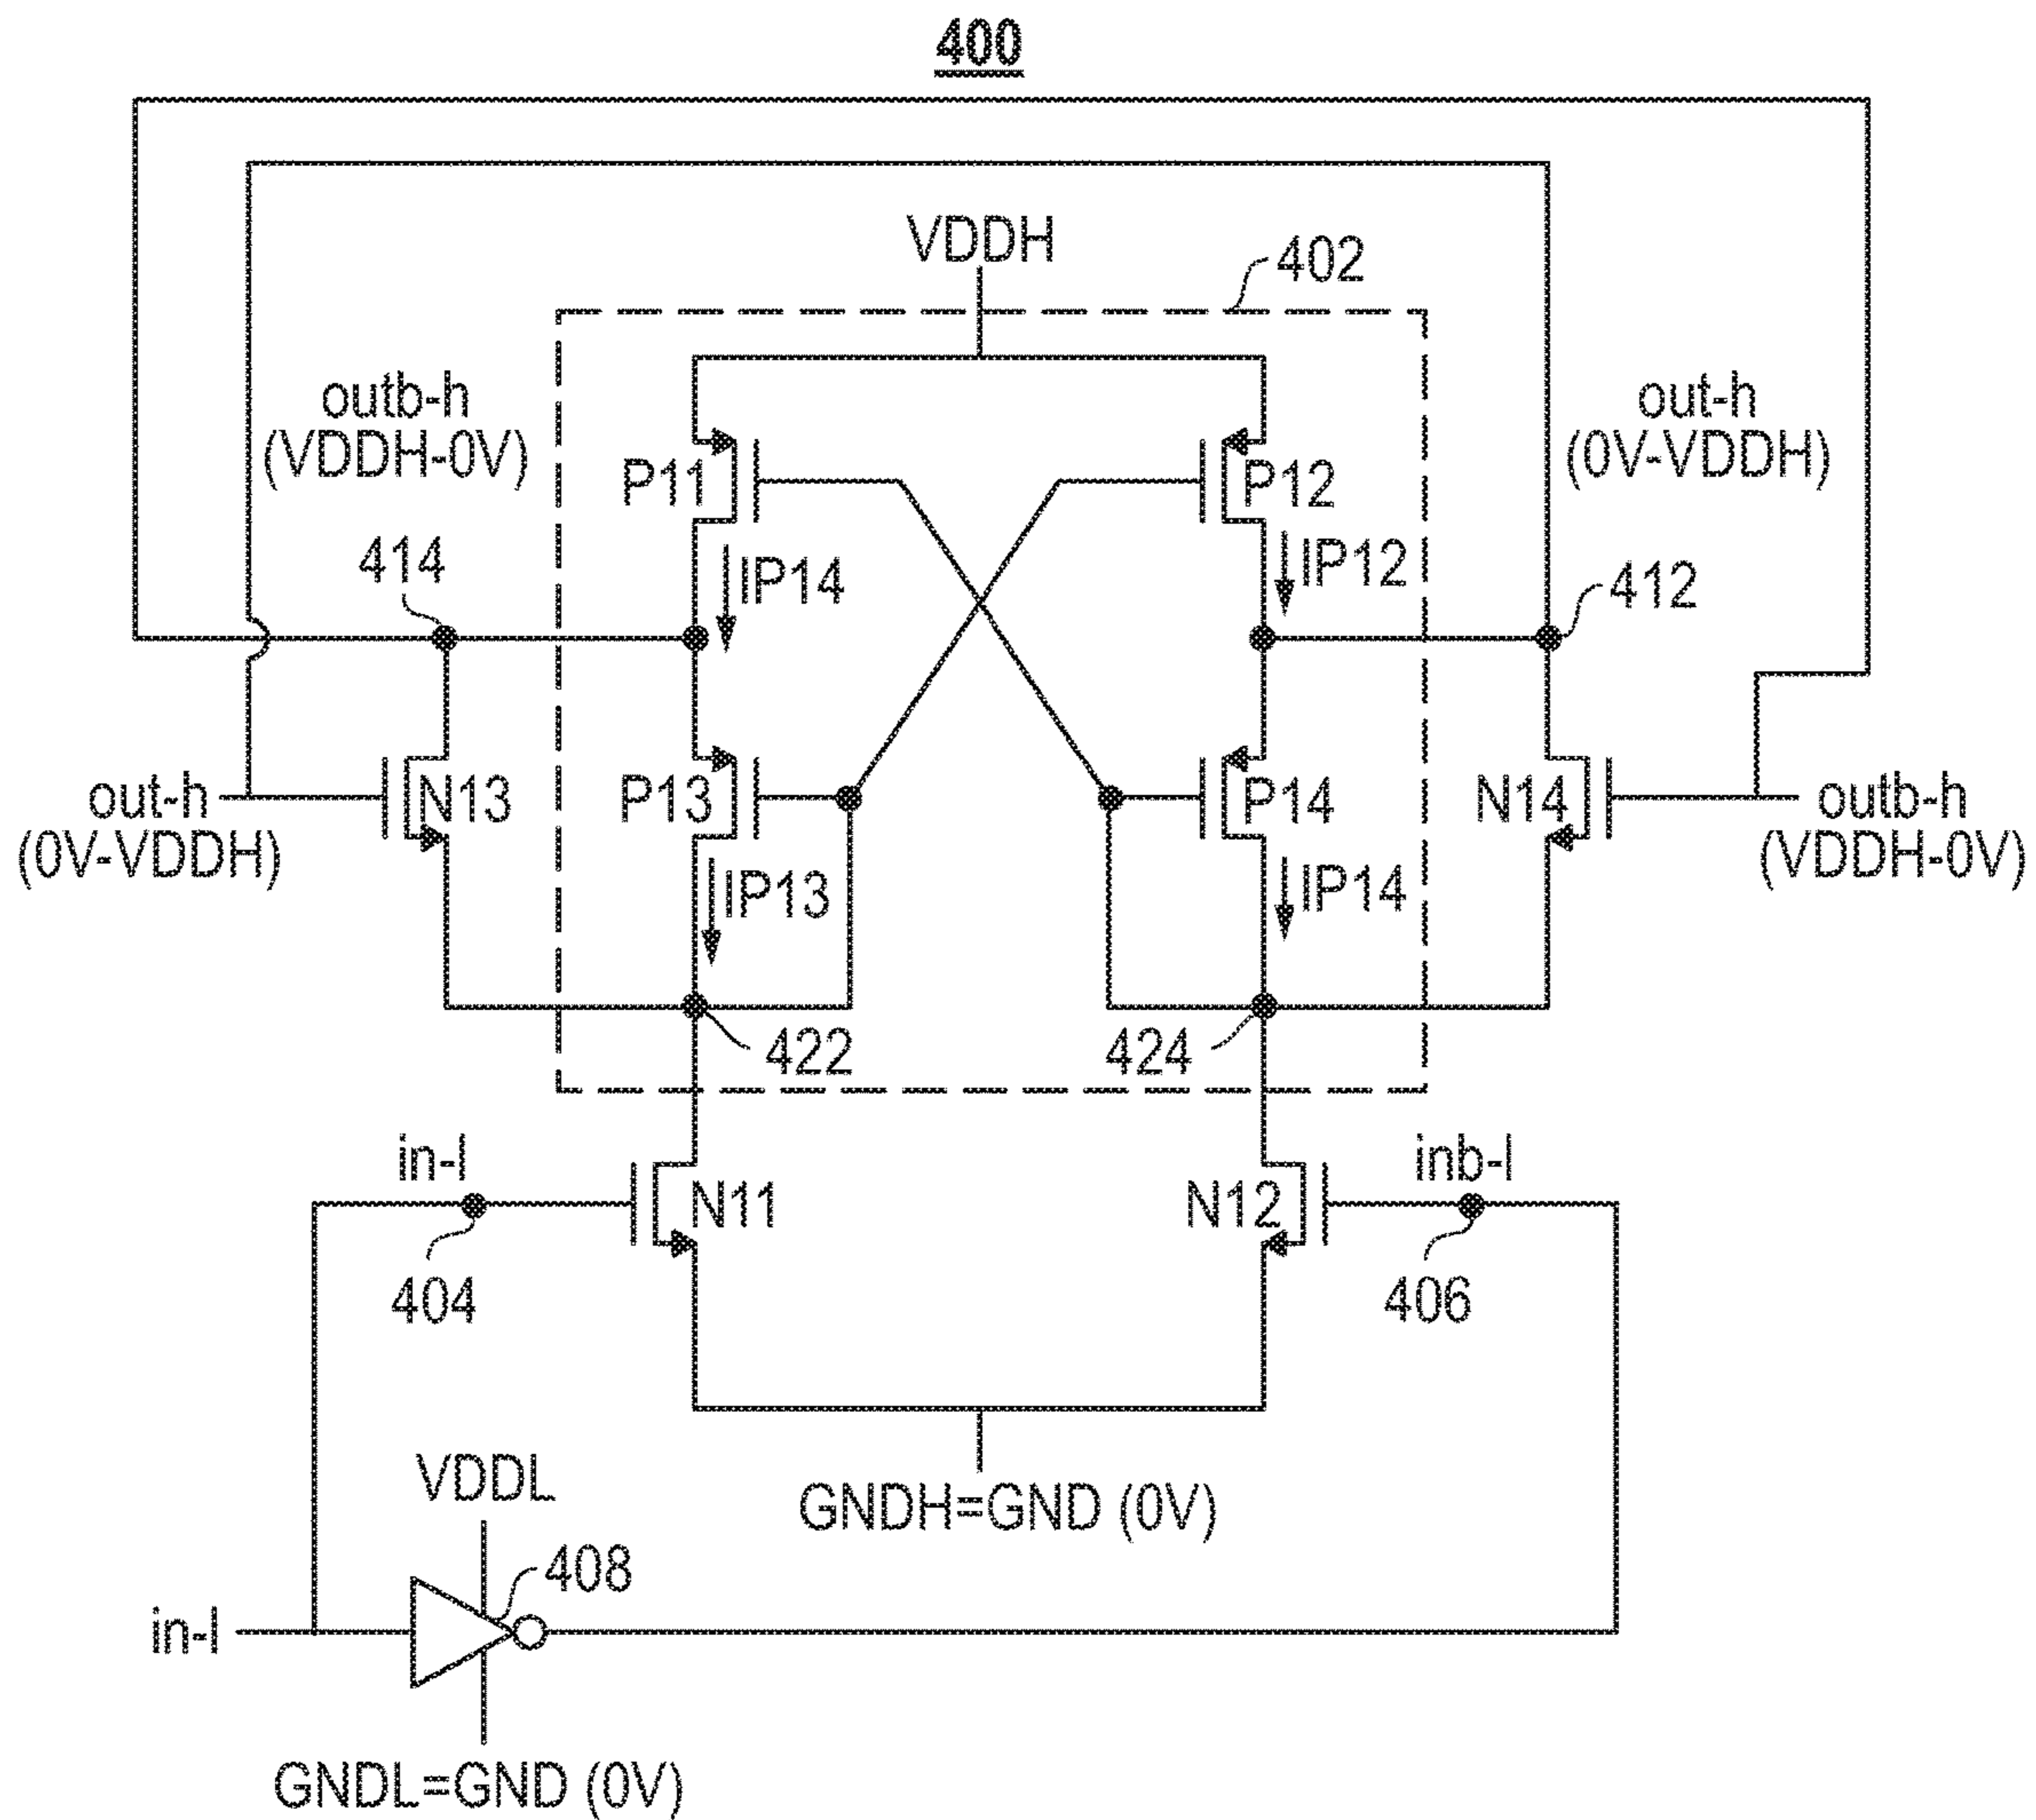 400
VDDH
402
outb-h
(VDDH-0V)
out-h
(0V-VDDH)
P11
P12
414
IP14
IP12
412
out-h
(0V-VDDH)
N13
P13
P14
N14
outb-h
(VDDH-0V)
IP13
IP14
422
424
in-l
inb-l
N11
N12
404
406
VDDL
GNDH=GND (0V)
408
in-l
GNDL=GND (0V)